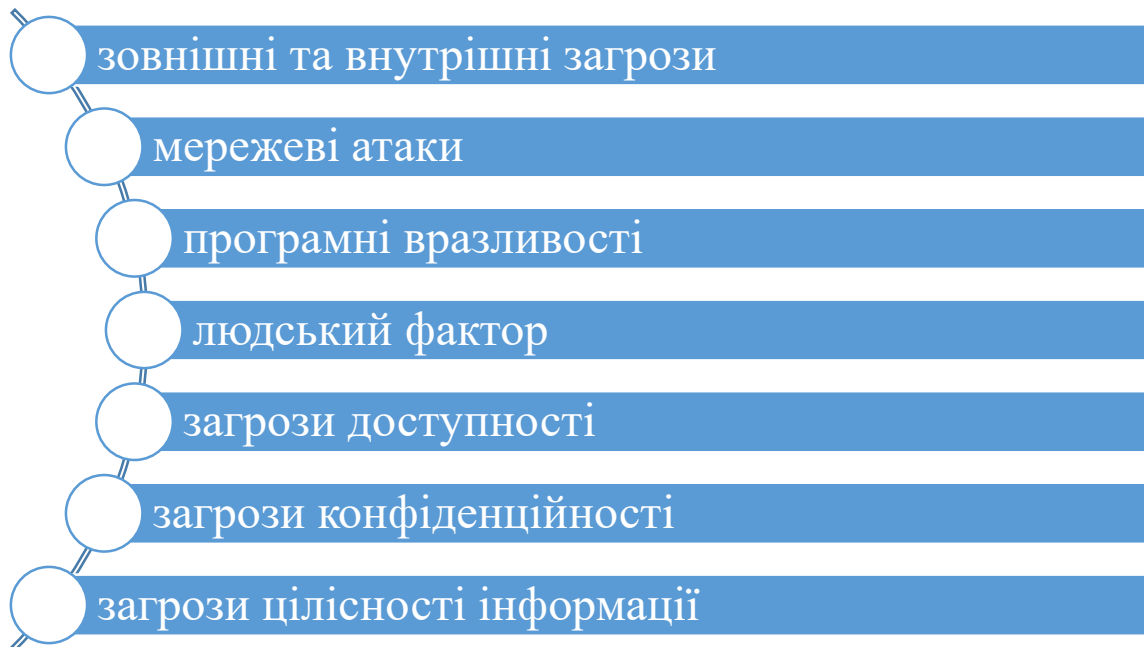 зовнішні та внутрішні загрози
мережеві атаки
програмні вразливості
людський фактор
загрози доступності
загрози конфіденційності
загрози цілісності інформації